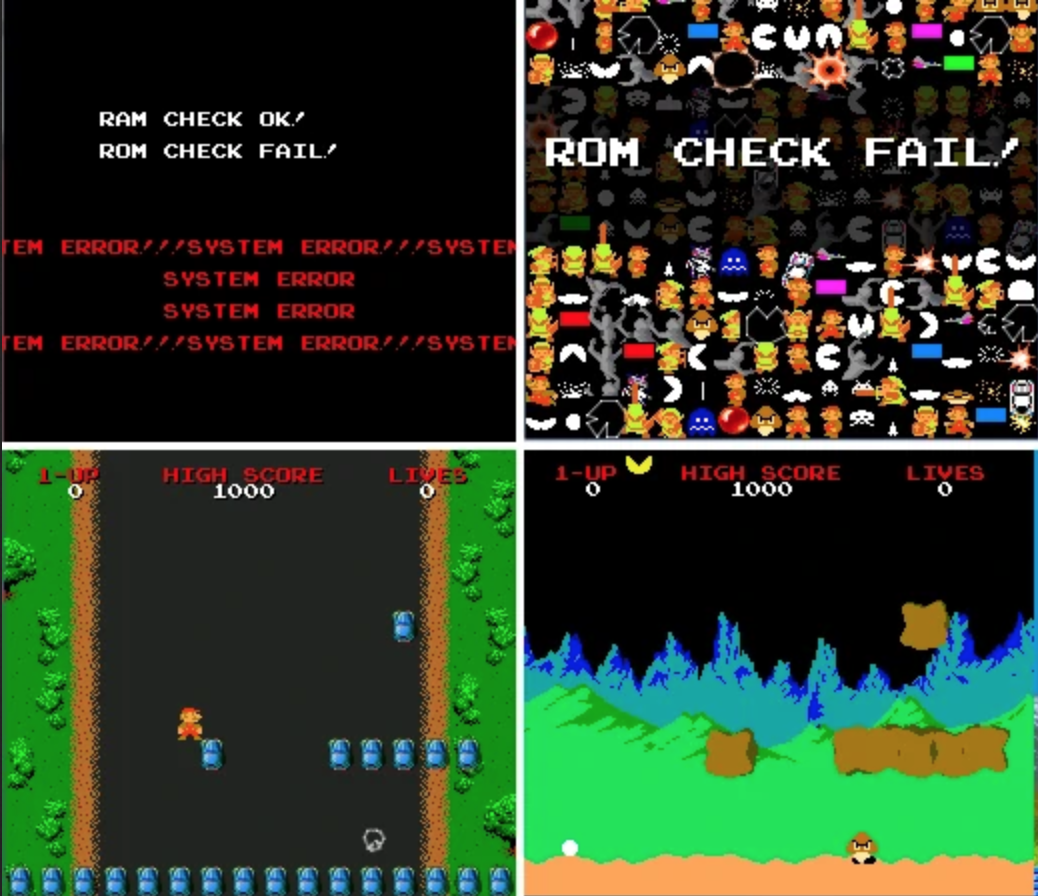 RAM CHECK OK!
ROM CHECK FAIL!
TEM ERROR!!!SYSTEM ERROR!!!SYSTEM
SYSTEM ERROR
SYSTEM ERROR
TEM ERROR!!!SYSTEM ERROR!!!SYSTEM
ROM CHECK FAIL!
1-UP HIGH SCORE LIVES
0 1000 0
1-UP HIGH SCORE LIVES
0 1000 0